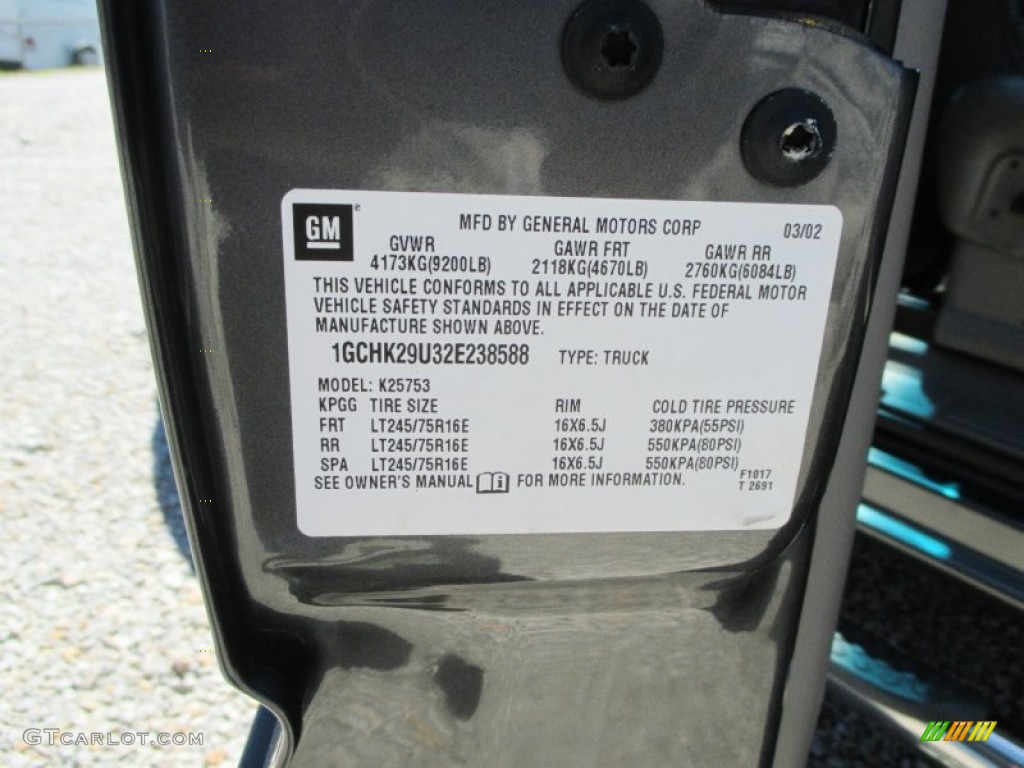 GM
MFD BY GENERAL MOTORS CORP 03/02
GVWR GAWR FRT GAWR RR
4173KG(9200LB) 2118KG(4670LB) 2760KG(6084LB)
THIS VEHICLE CONFORMS TO ALL APPLICABLE U.S. FEDERAL MOTOR
VEHICLE SAFETY STANDARDS IN EFFECT ON THE DATE OF
MANUFACTURE SHOWN ABOVE.
1GCHK29U32E238588 TYPE: TRUCK
MODEL: K25753
KPGG TIRE SIZE RIM COLD TIRE PRESSURE
FRT LT245/75R16E 16X6.5J 380KPA(55PSI)
RR LT245/75R16E 16X6.5J 550KPA(80PSI)
SPA LT245/75R16E 16X6.5J 550KPA(80PSI)
SEE OWNER'S MANUAL FOR MORE INFORMATION.
F1017
T 2691
GTCARLOT.COM